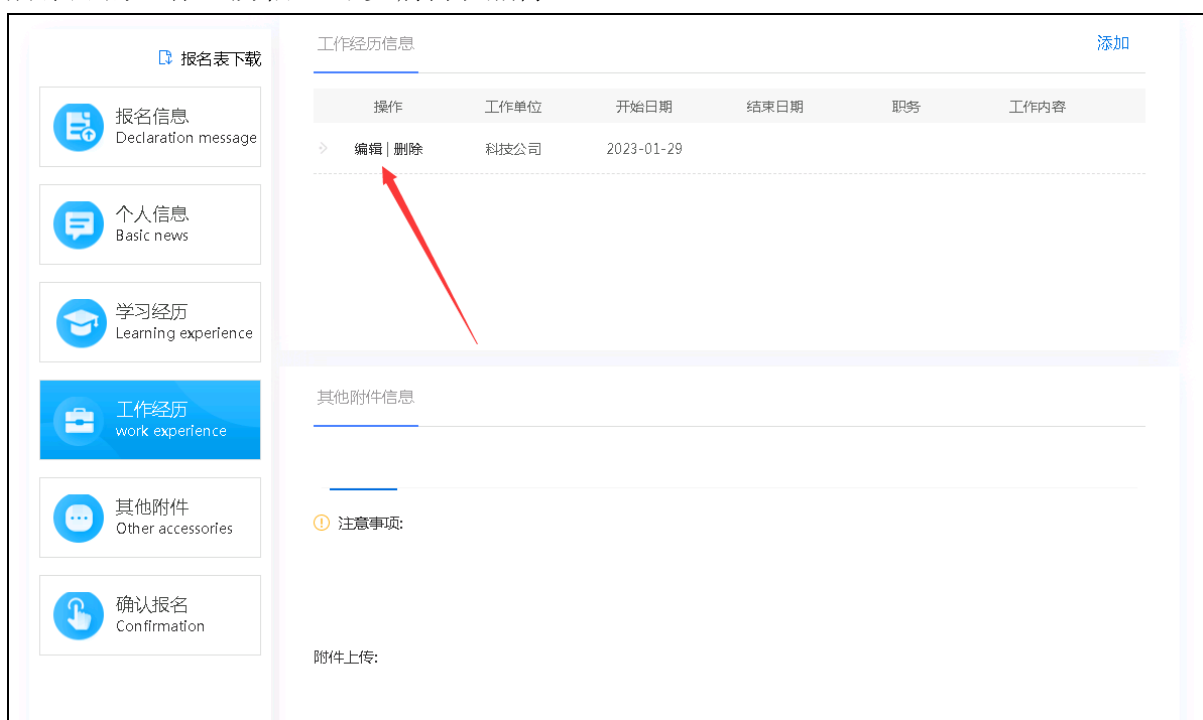 报名表下载
报名信息
Declaration message
个人信息
Basic news
学习经历
Learning experience
工作经历
work experience
其他附件
Other accessories
确认报名
Confirmation
工作经历信息 添加
操作 工作单位 开始日期 结束日期 职务 工作内容
编辑 | 删除 科技公司 2023-01-29
其他附件信息
注意事项:
附件上传: